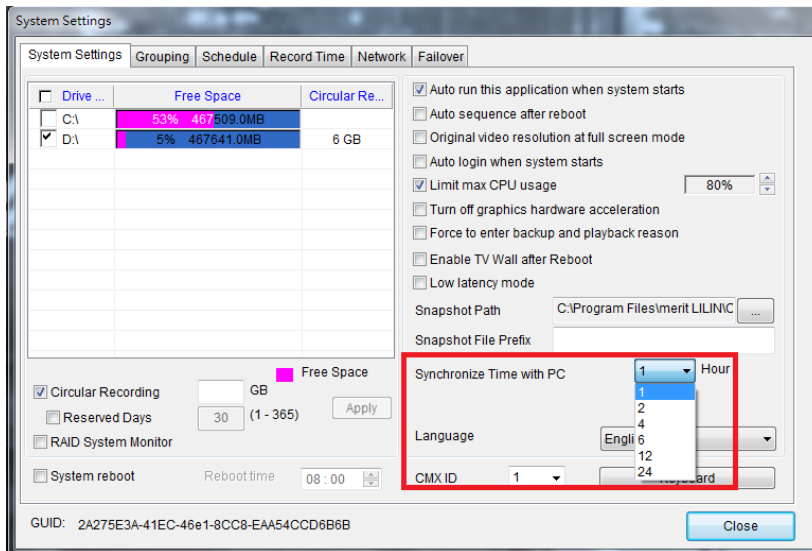 System Settings
System Settings Grouping Schedule Record Time Network Failover
Drive ... Free Space Circular Re...
C:\ 53% 467509.0MB
D:\ 5% 467641.0MB 6 GB
Free Space
Circular Recording GB
Reserved Days 30 (1 - 365) Apply
RAID System Monitor
System reboot Reboot time 08 : 00
Auto run this application when system starts
Auto sequence after reboot
Original video resolution at full screen mode
Auto login when system starts
Limit max CPU usage 80%
Turn off graphics hardware acceleration
Force to enter backup and playback reason
Enable TV Wall after Reboot
Low latency mode
Snapshot Path C:\Program Files\merit LILIN\C ...
Snapshot File Prefix
Synchronize Time with PC 1 Hour
1
2
4
6
12
24
Language Engli
CMX ID 1
GUID: 2A275E3A-41EC-46e1-8CC8-EAA54CCD6B6B
Close